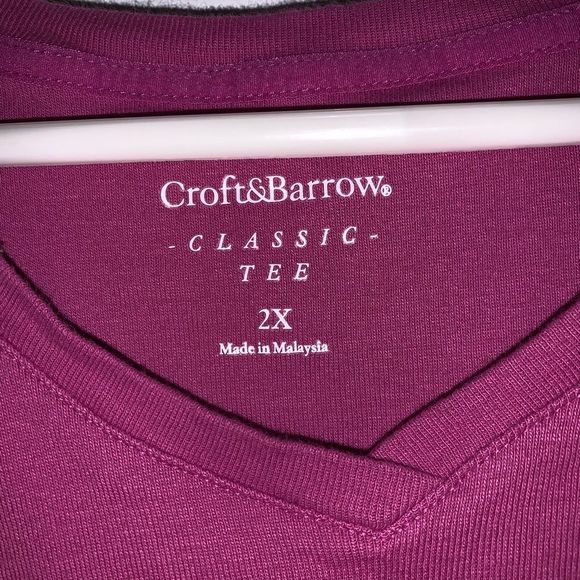 Croft&Barrow®
- CLASSIC -
TEE
2X
Made in Malaysia